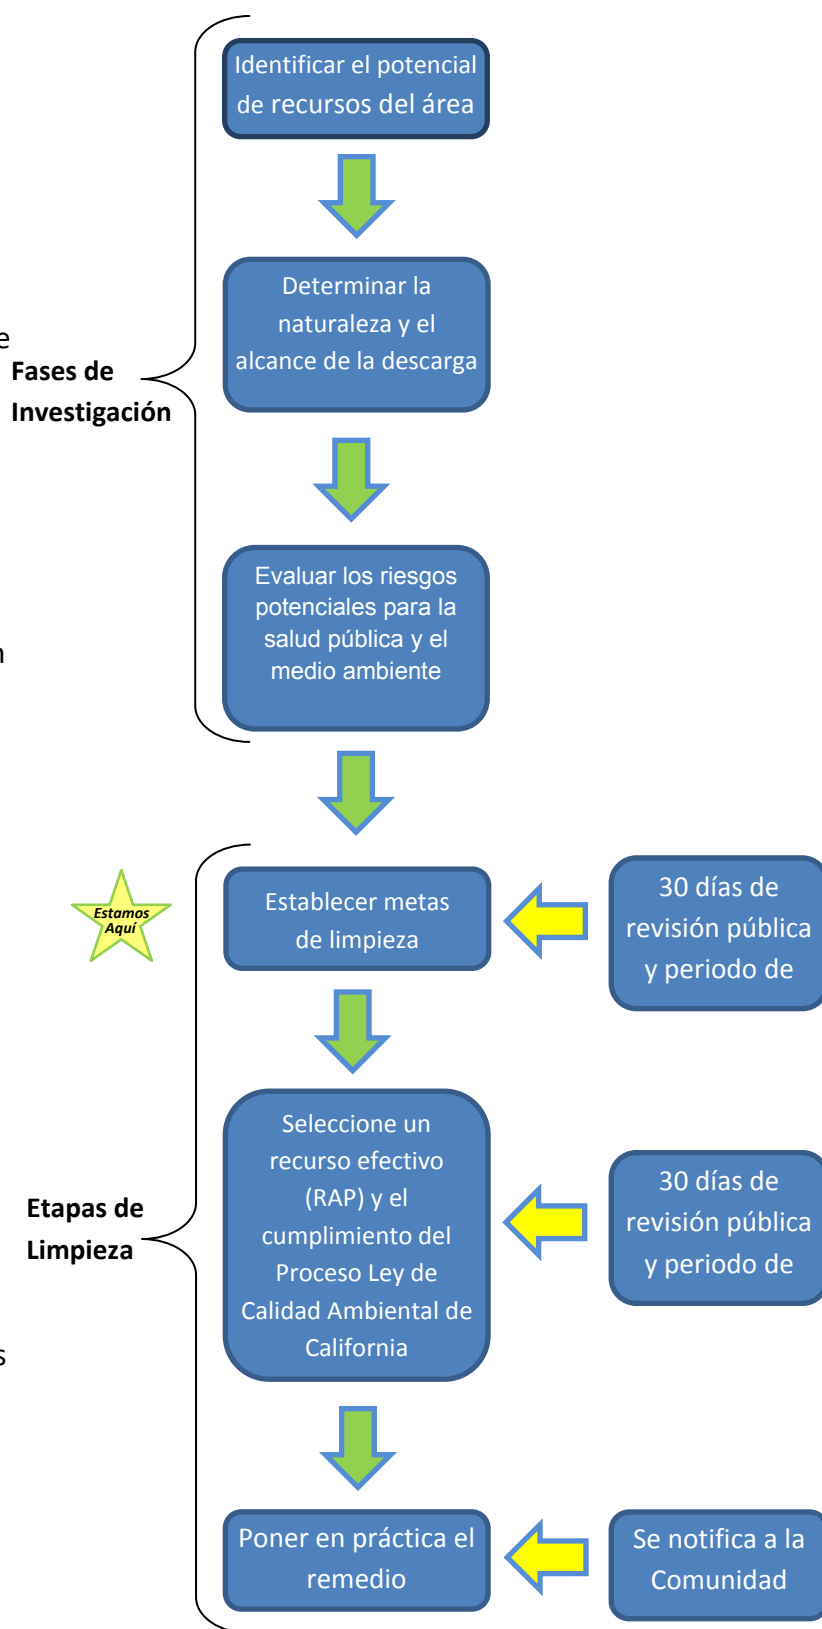 Identificar el potencial
de recursos del área
Determinar la
naturaleza y el
alcance de la descarga
e
Fases de
Investigación
Evaluar los riesgos
potenciales para la
salud pública y el
medio ambiente
n
Estamos
Aquí
Establecer metas
de limpieza
30 días de
revisión pública
y periodo de
Seleccione un
recurso efectivo
(RAP) y el
cumplimiento del
Proceso Ley de
Calidad Ambiental de
California
30 días de
revisión pública
y periodo de
Etapas de
Limpieza
s
Poner en práctica el
remedio
Se notifica a la
Comunidad